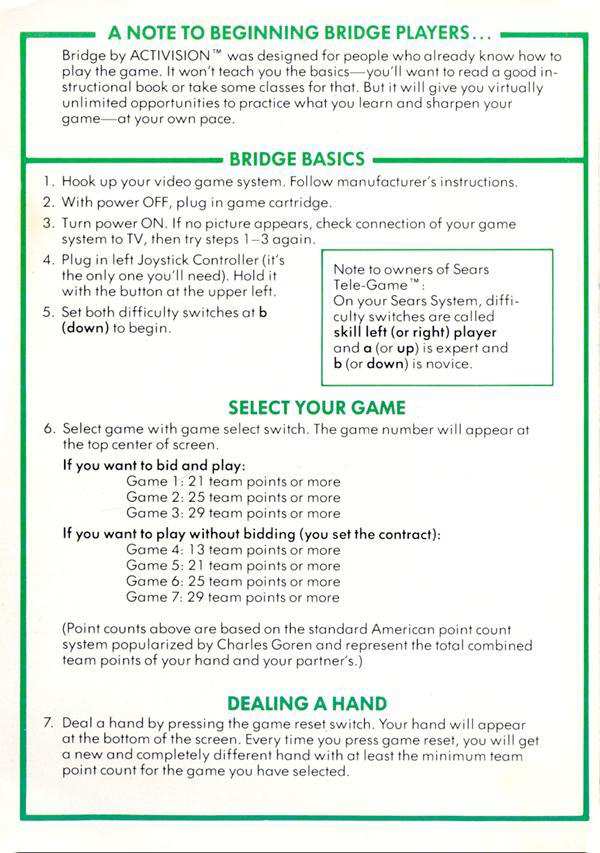 A NOTE TO BEGINNING BRIDGE PLAYERS...
Bridge by ACTIVISION™ was designed for people who already know how to
play the game. It won't teach you the basics—you'll want to read a good in-
structional book or take some classes for that. But it will give you virtually
unlimited opportunities to practice what you learn and sharpen your
game—at your own pace.
BRIDGE BASICS
1. Hook up your video game system. Follow manufacturer's instructions.
2. With power OFF, plug in game cartridge.
3. Turn power ON. If no picture appears, check connection of your game
system to TV, then try steps 1–3 again.
4. Plug in left Joystick Controller (it's
the only one you'll need). Hold it
with the button at the upper left.
5. Set both difficulty switches at b
(down) to begin.
Note to owners of Sears
Tele-Game™:
On your Sears System, diffi-
culty switches are called
skill left (or right) player
and a (or up) is expert and
b (or down) is novice.
SELECT YOUR GAME
6. Select game with game select switch. The game number will appear at
the top center of screen.
If you want to bid and play:
Game 1: 21 team points or more
Game 2: 25 team points or more
Game 3: 29 team points or more
If you want to play without bidding (you set the contract):
Game 4: 13 team points or more
Game 5: 21 team points or more
Game 6: 25 team points or more
Game 7: 29 team points or more
(Point counts above are based on the standard American point count
system popularized by Charles Goren and represent the total combined
team points of your hand and your partner's.)
DEALING A HAND
7. Deal a hand by pressing the game reset switch. Your hand will appear
at the bottom of the screen. Every time you press game reset, you will get
a new and completely different hand with at least the minimum team
point count for the game you have selected.